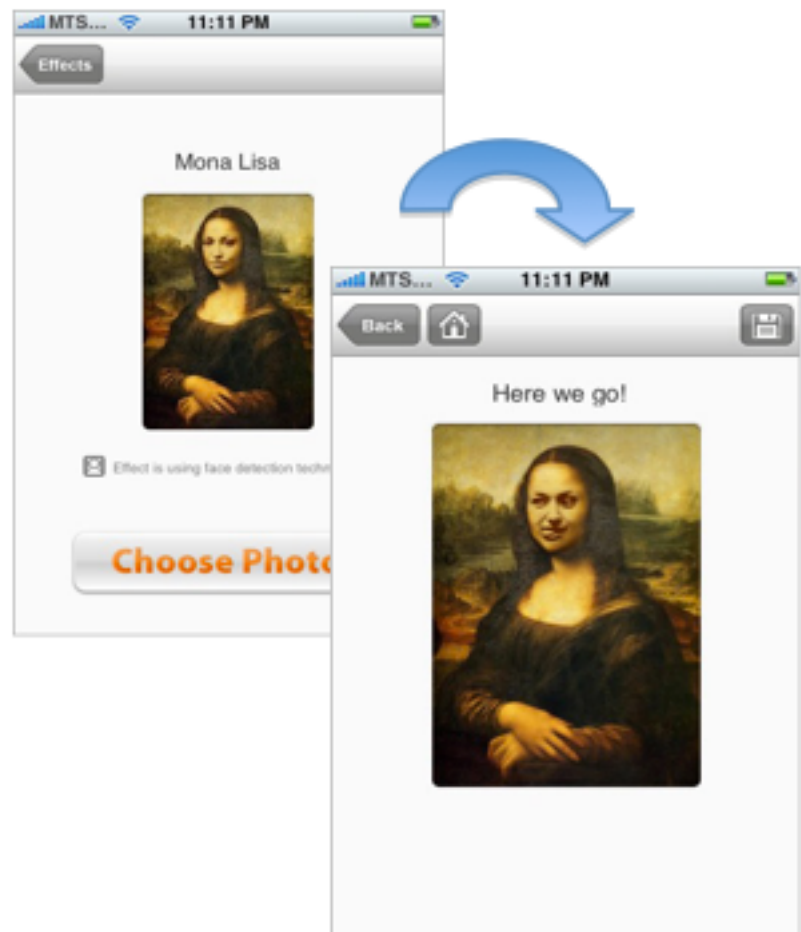 MTS... 11:11 PM
Effects
Mona Lisa
Effect is using face detection
Choose Photo
MTS... 11:11 PM
Back
Here we go!